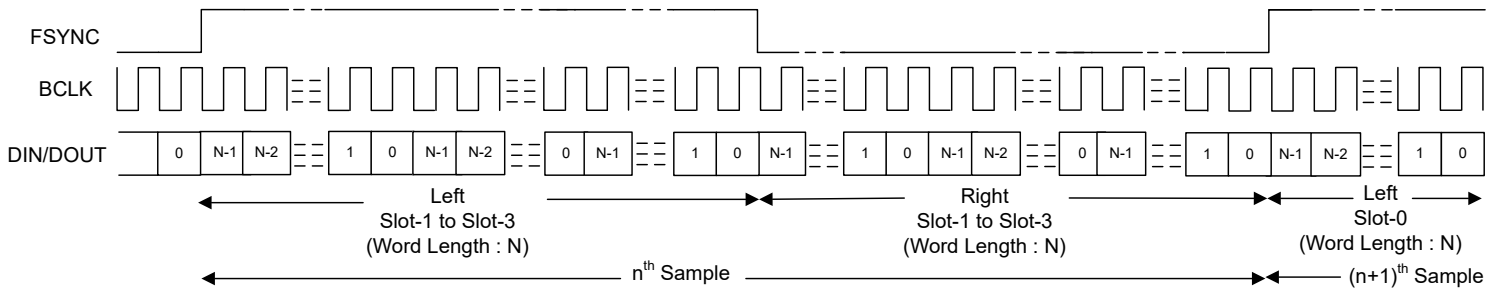 FSYNC
BCLK
DIN/DOUT 0 N-1 N-2 1 0 N-1 N-2 0 N-1 1 0 N-1 1 0 N-1 N-2 0 N-1 1 0 N-1 N-2 1 0
Left
Slot-1 to Slot-3
(Word Length : N)
Right
Slot-1 to Slot-3
(Word Length : N)
Left
Slot-0
(Word Length : N)
nth Sample
(n+1)th Sample